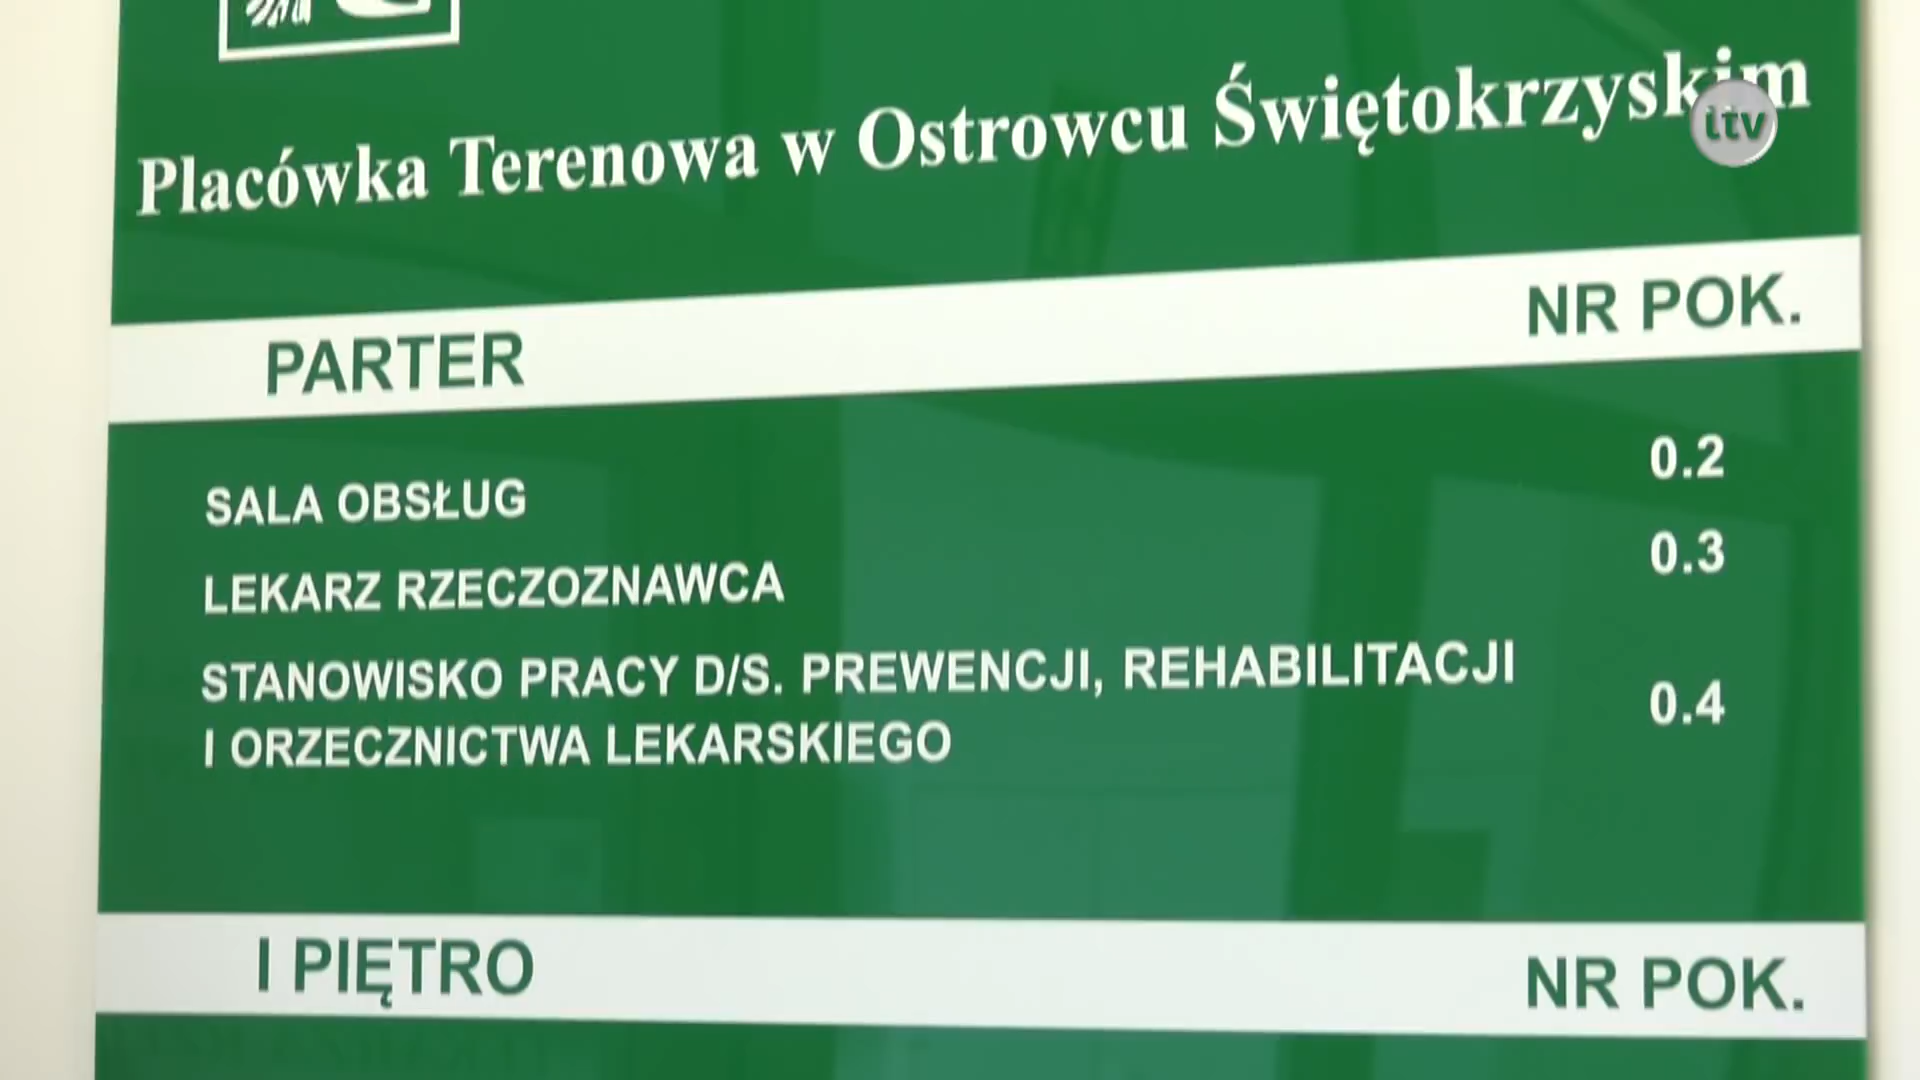 Placówka Terenowa w Ostrowcu Świętokrzyskim
ltv
PARTER NR POK.
SALA OBSŁUG 0.2
LEKARZ RZECZOZNAWCA 0.3
STANOWISKO PRACY D/S. PREWENCJI, REHABILITACJI
I ORZECZNICTWA LEKARSKIEGO 0.4
I PIĘTRO NR POK.